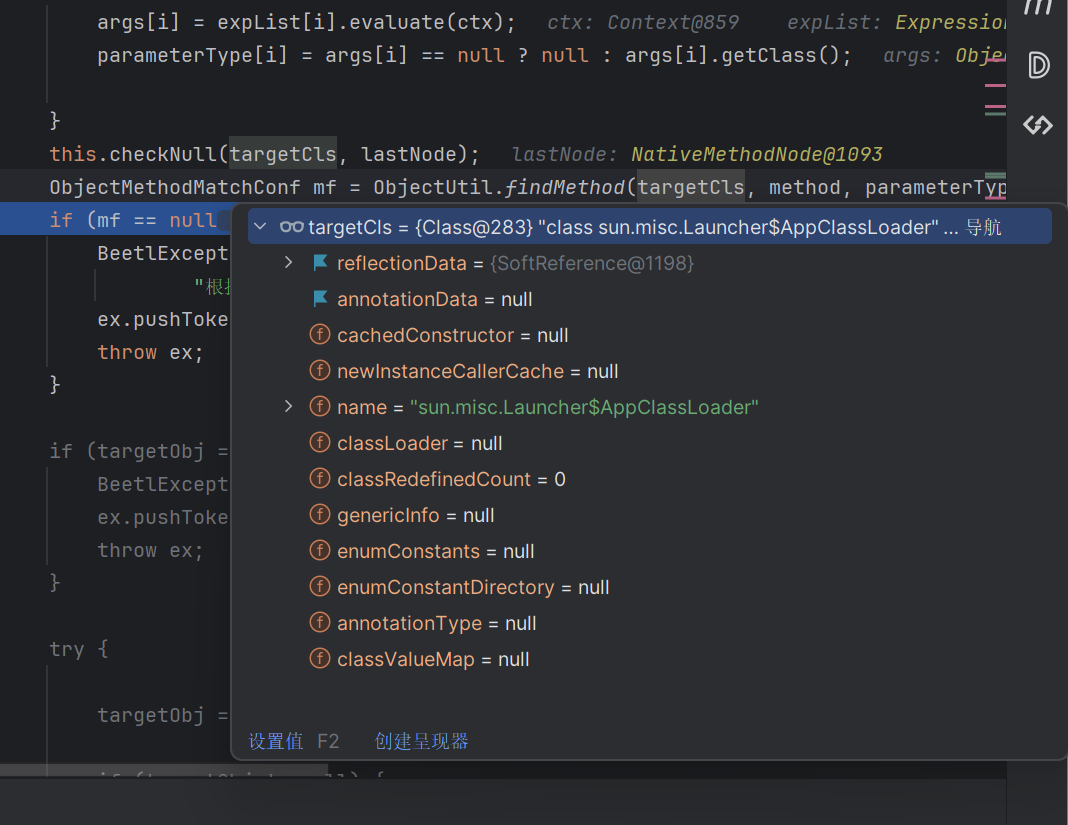 args[i] = expList[i].evaluate(ctx); ctx: Context@859 expList: Expression
parameterType[i] = args[i] == null ? null : args[i].getClass(); args: Obje
}
this.checkNull(targetCls, lastNode); lastNode: NativeMethodNode@1093
ObjectMethodMatchConf mf = ObjectUtil.findMethod(targetCls, method, parameterTyp
if (mf == null
targetCls = {Class@283} "class sun.misc.Launcher$AppClassLoader" ... 导航
BeetlExcept
reflectionData = {SoftReference@1198}
"根
annotationData = null
ex.pushToke
cachedConstructor = null
throw ex;
newInstanceCallerCache = null
}
name = "sun.misc.Launcher$AppClassLoader"
if (targetObj =
classLoader = null
BeetlExcept
classRedefinedCount = 0
ex.pushToke
genericInfo = null
throw ex;
enumConstants = null
}
enumConstantDirectory = null
annotationType = null
try {
classValueMap = null
targetObj =
设置值 F2 创建呈现器